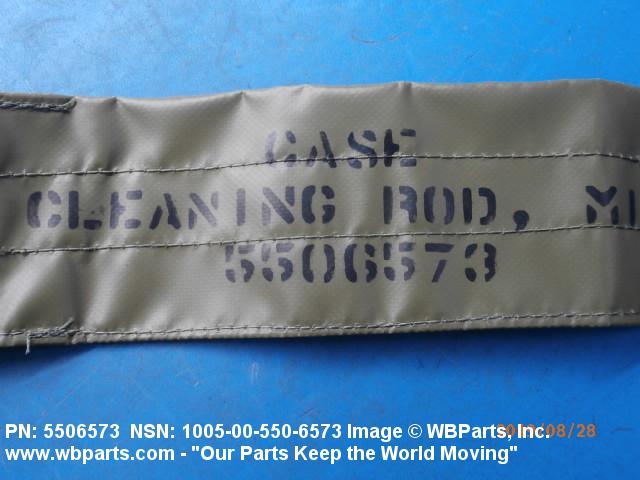 CASE
CLEANING ROD, M
5506573
PN: 5506573 NSN: 1005-00-550-6573 Image © WBParts, Inc.
www.wbparts.com - "Our Parts Keep the World Moving"